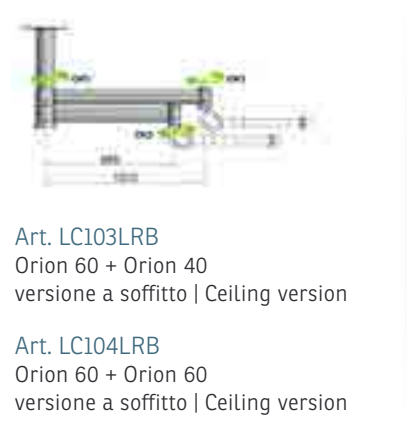 Art. LC103LRB
Orion 60 + Orion 40
versione a soffitto | Ceiling version
Art. LC104LRB
Orion 60 + Orion 60
versione a soffitto | Ceiling version